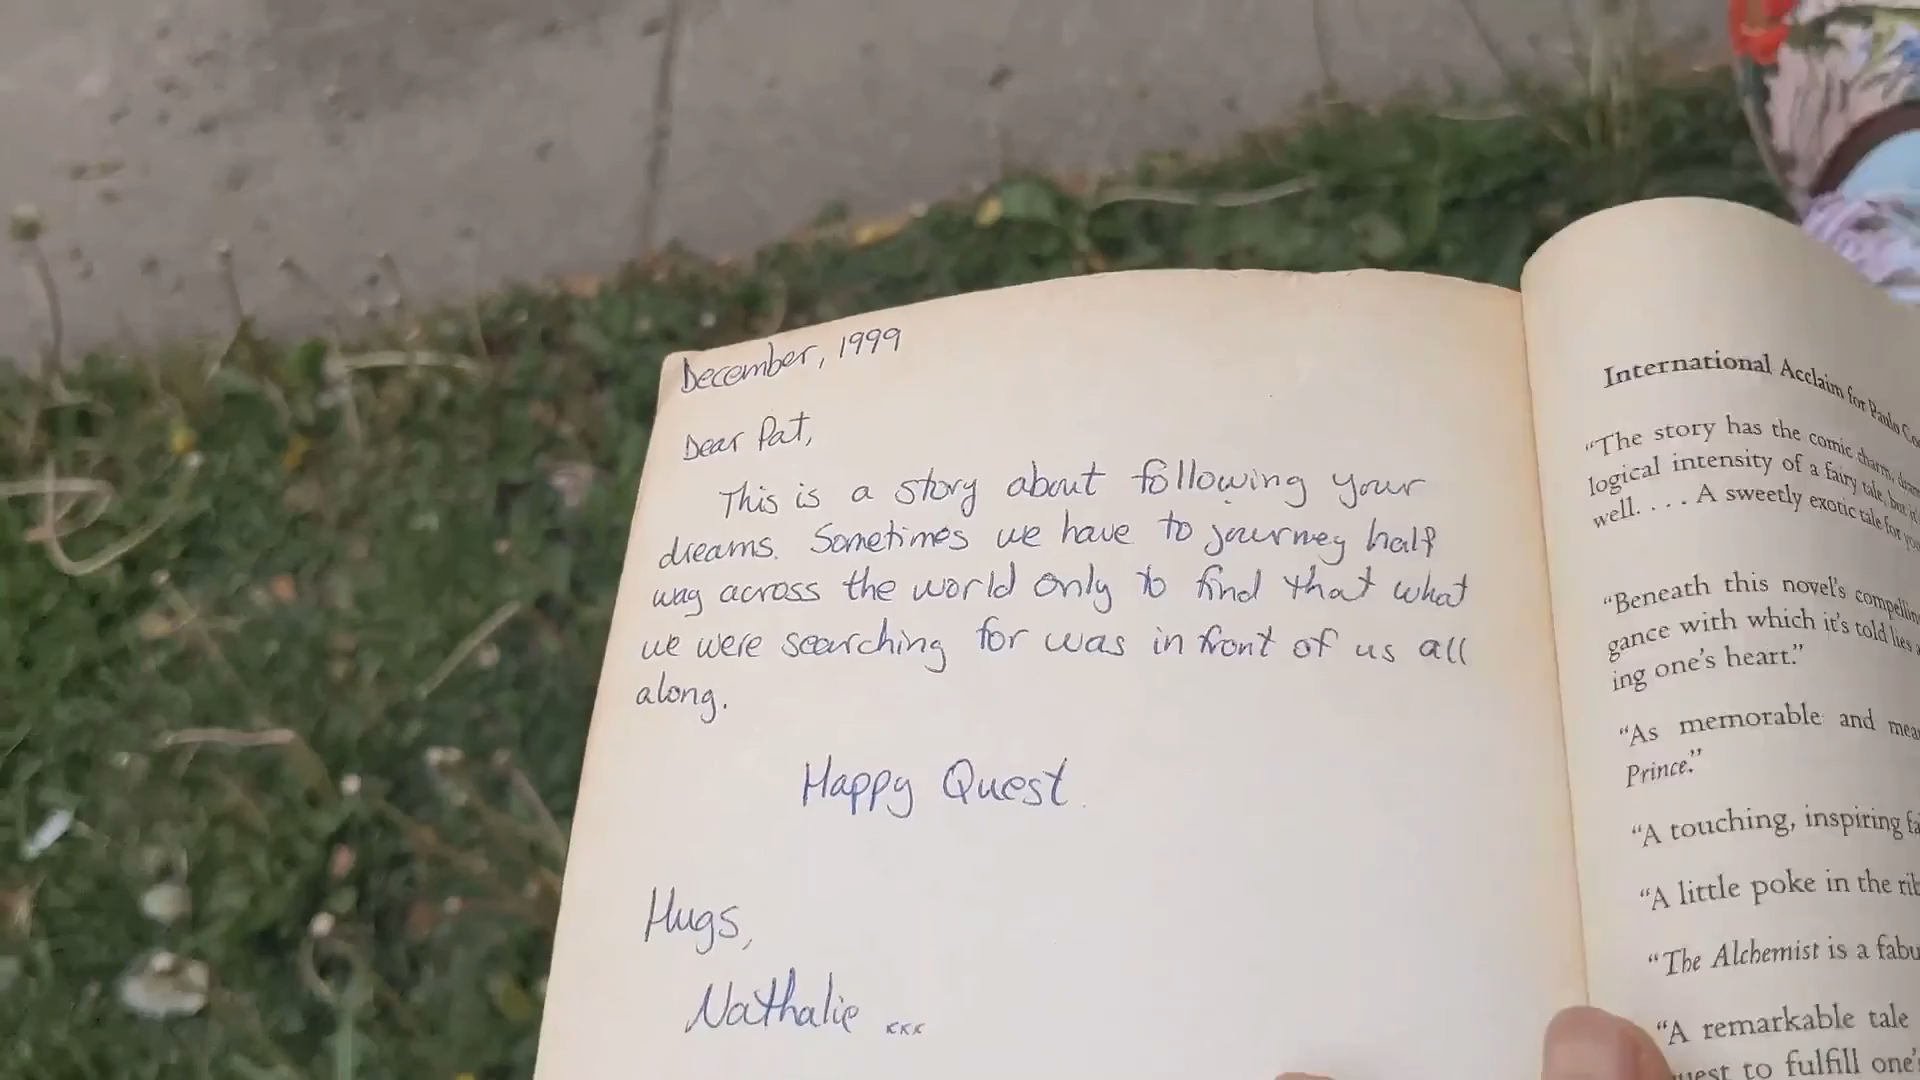 December, 1999
Dear Pat,
This is a story about following your
dreams. Sometimes we have to journey half
way across the world only to find that what
we were searching for was in front of us all
along.
Happy Quest.
Hugs,
Nathalie xxx
International Acclaim for Paulo
"The story has the comic charm,
logical intensity of a fairy tale, but
well. . . . A sweetly exotic tale for
"Beneath this novel's
gance with which it's told lies
ing one's heart."
"As memorable and
Prince."
"A touching, inspiring
"A little poke in the
"The Alchemist is a
"A remarkable tale
to fulfill one's